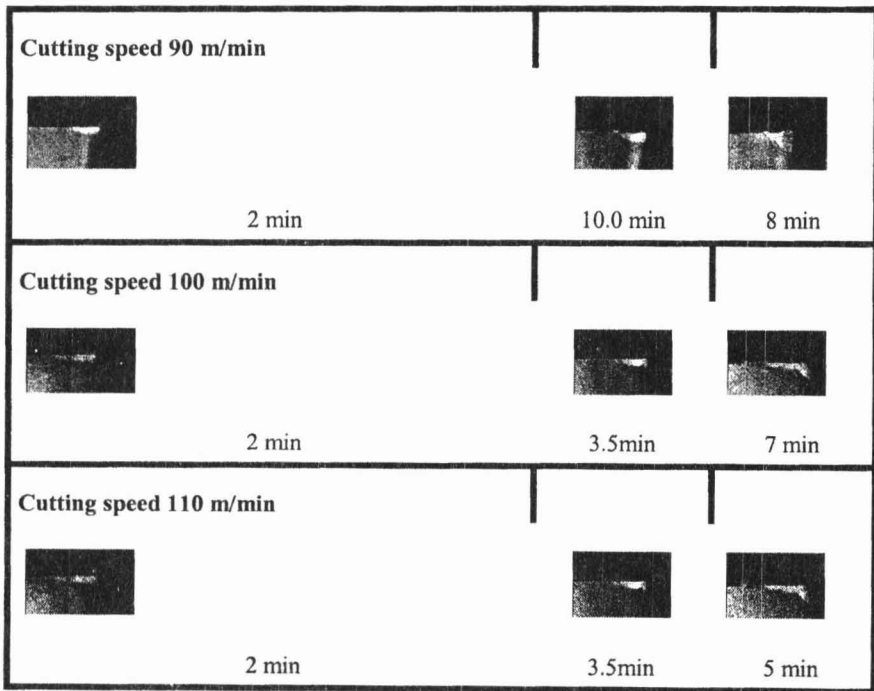 Cutting speed 90 m/min
2 min 10.0 min 8 min
Cutting speed 100 m/min
2 min 3.5min 7 min
Cutting speed 110 m/min
2 min 3.5min 5 min